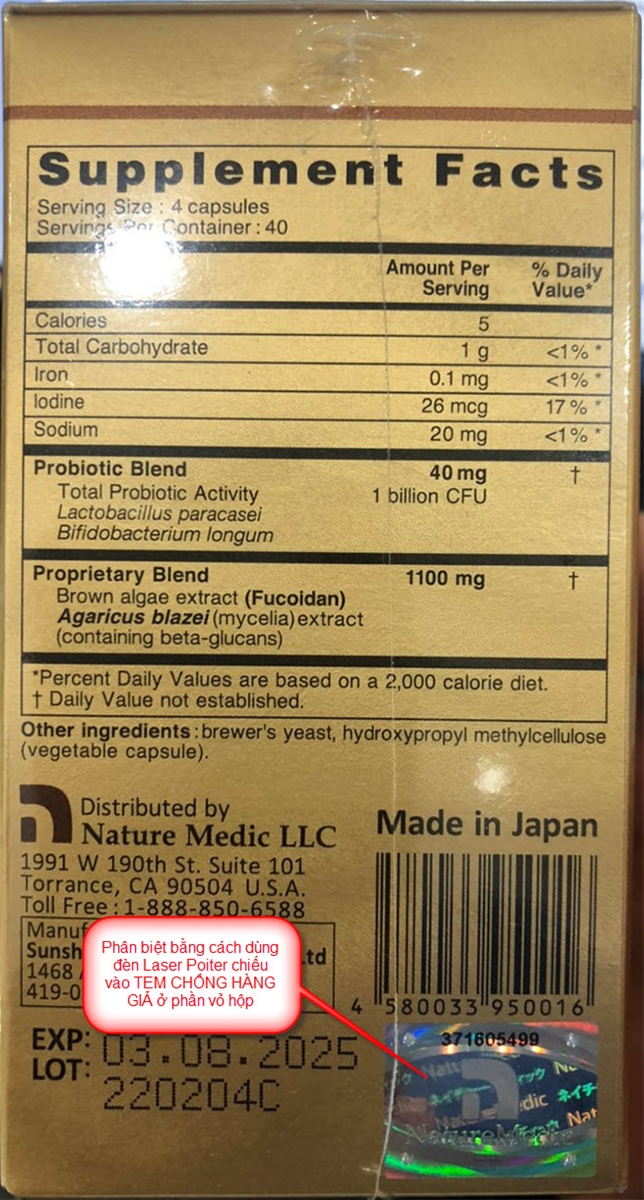 Supplement Facts
Serving Size : 4 capsules
Servings Per Container : 40
Amount Per Serving
% Daily Value*
Calories 5
Total Carbohydrate 1 g <1% *
Iron 0.1 mg <1% *
Iodine 26 mcg 17% *
Sodium 20 mg <1% *
Probiotic Blend 40 mg †
Total Probiotic Activity 1 billion CFU
Lactobacillus paracasei
Bifidobacterium longum
Proprietary Blend 1100 mg †
Brown algae extract (Fucoidan)
Agaricus blazei (mycelia) extract
(containing beta-glucans)
*Percent Daily Values are based on a 2,000 calorie diet.
† Daily Value not established.
Other ingredients : brewer's yeast, hydroxypropyl methylcellulose
(vegetable capsule).
Distributed by
Nature Medic LLC
1991 W 190th St. Suite 101
Torrance, CA 90504 U.S.A.
Toll Free : 1-888-850-6588
1468
419-0
Phân biệt bằng cách dùng
đèn Laser Poiter chiếu
vào TEM CHỐNG HÀNG
GIẢ ở phần vỏ hộp
Made in Japan
4 580033 950016
EXP: 03.08.2025
LOT: 220204C
371805499
NatureMedic